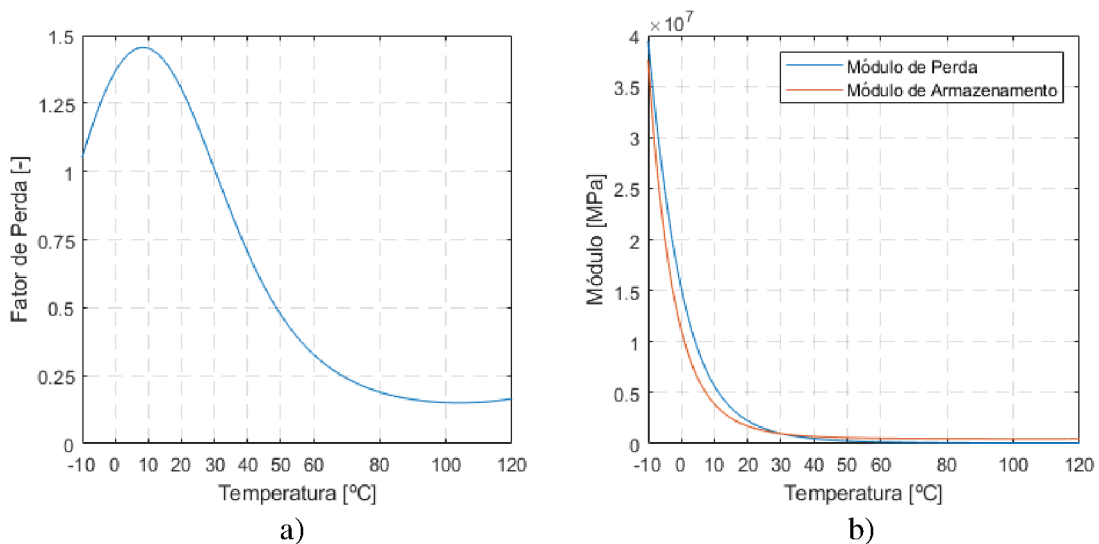 1.5
1.25
1
0.75
0.5
0.25
0
-10 0 10 20 30 40 50 60 80 100 120
Fator de Perda [-]
Temperatura [ºC]
a)
×10⁷
4
3.5
3
2.5
2
1.5
1
0.5
0
-10 0 10 20 30 40 50 60 80 100 120
Módulo [MPa]
Temperatura [ºC]
Módulo de Perda
Módulo de Armazenamento
b)